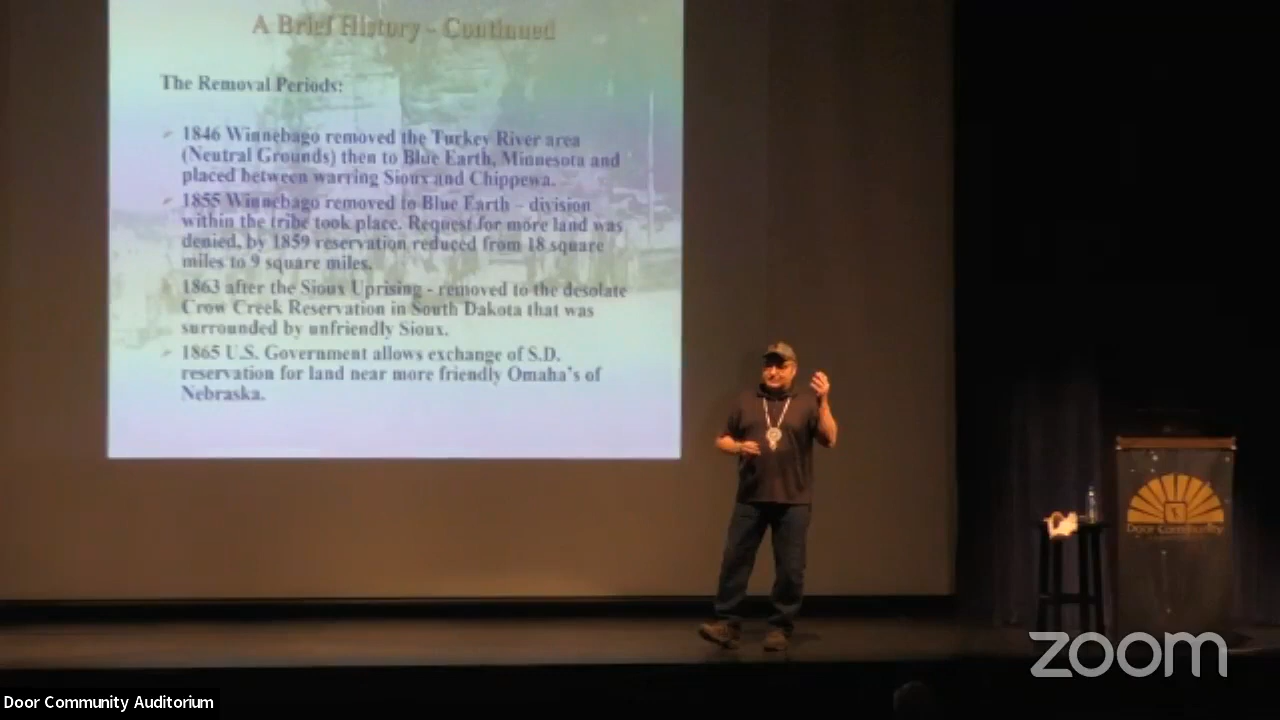 A Brief History - Continued
The Removal Periods:
1846 Winnebago removed the Turkey River area
(Neutral Grounds) then to Blue Earth, Minnesota and
placed between warring Sioux and Chippewa.
1855 Winnebago removed to Blue Earth – division
within the tribe took place. Request for more land was
denied, by 1859 reservation reduced from 18 square
miles to 9 square miles.
1863 after the Sioux Uprising - removed to the desolate
Crow Creek Reservation in South Dakota that was
surrounded by unfriendly Sioux.
1865 U.S. Government allows exchange of S.D.
reservation for land near more friendly Omaha's of
Nebraska.
Door Community
zoom
Door Community Auditorium